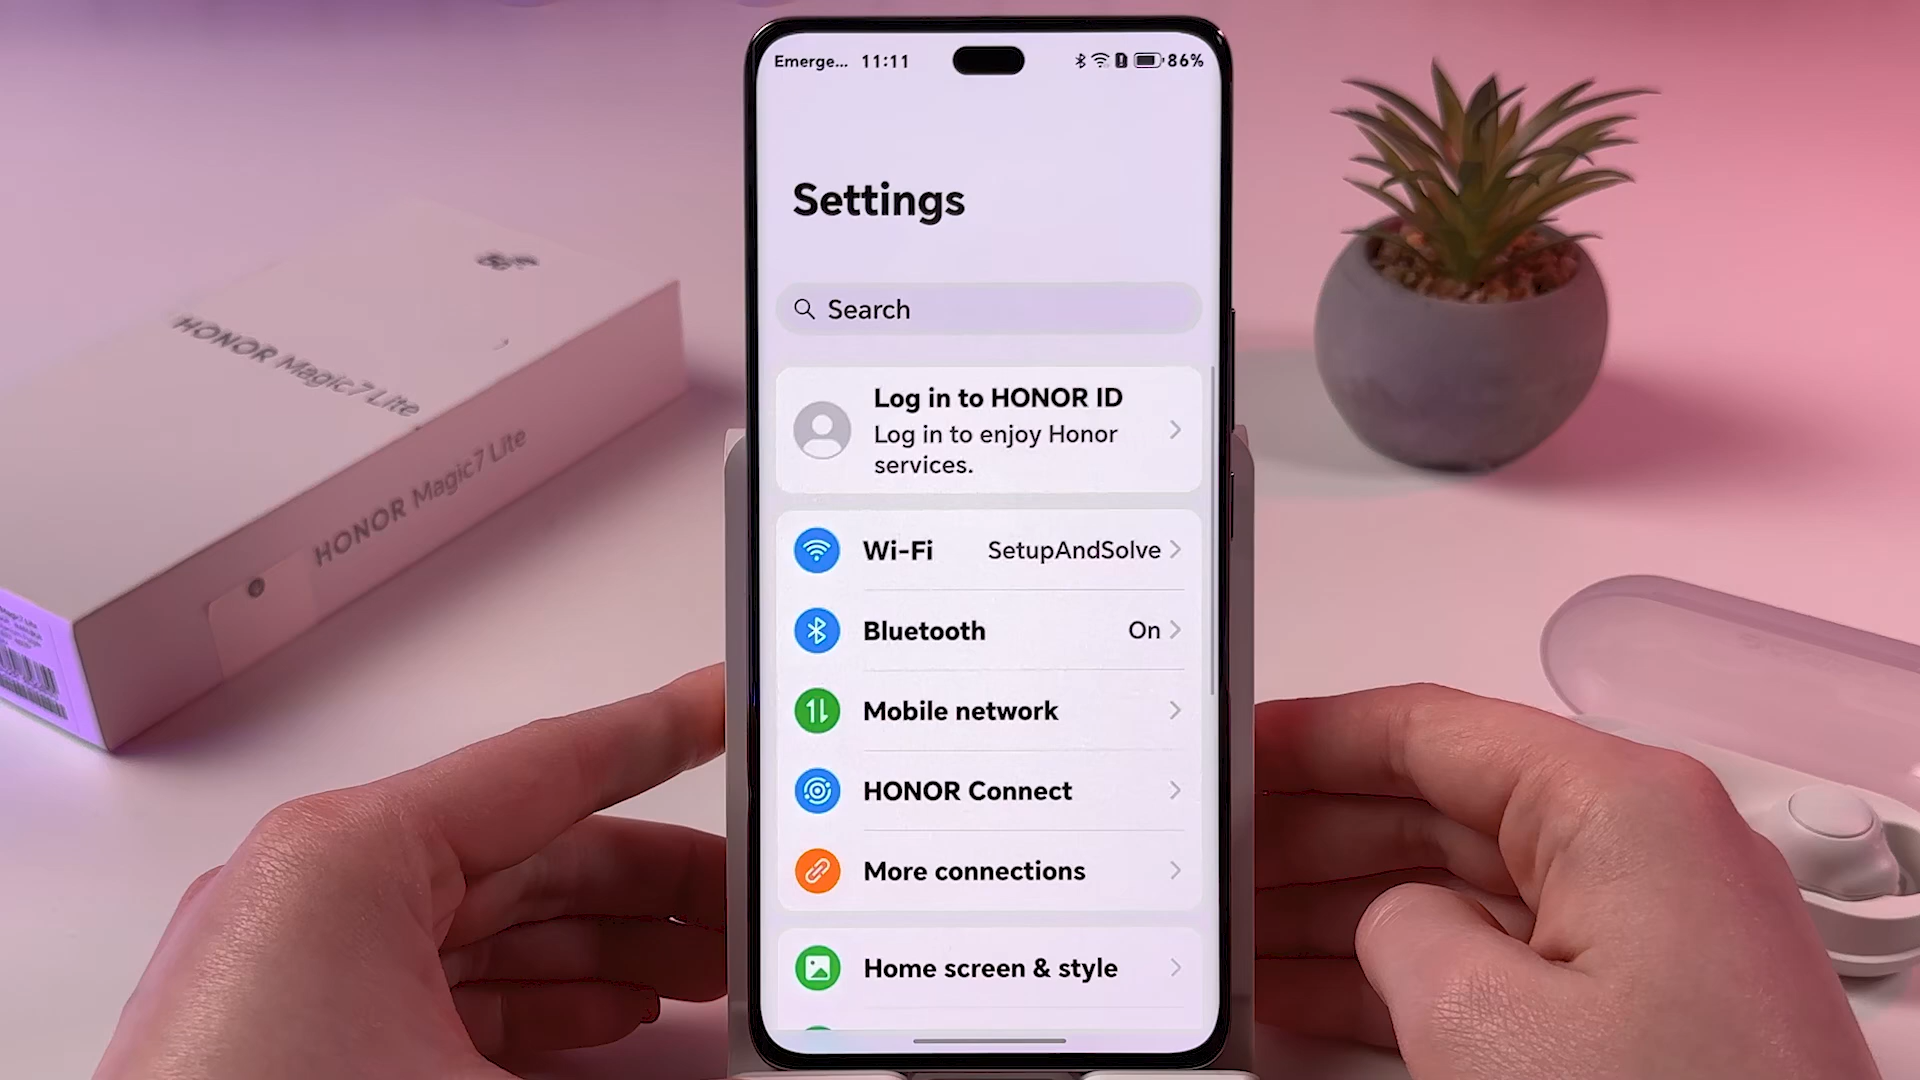 Emerge... 11:11 86%
Settings
Search
Log in to HONOR ID
Log in to enjoy Honor
services.
Wi-Fi SetupAndSolve
Bluetooth On
Mobile network
HONOR Connect
More connections
Home screen & style
HONOR Magic7 Lite
HONOR Magic7 Lite